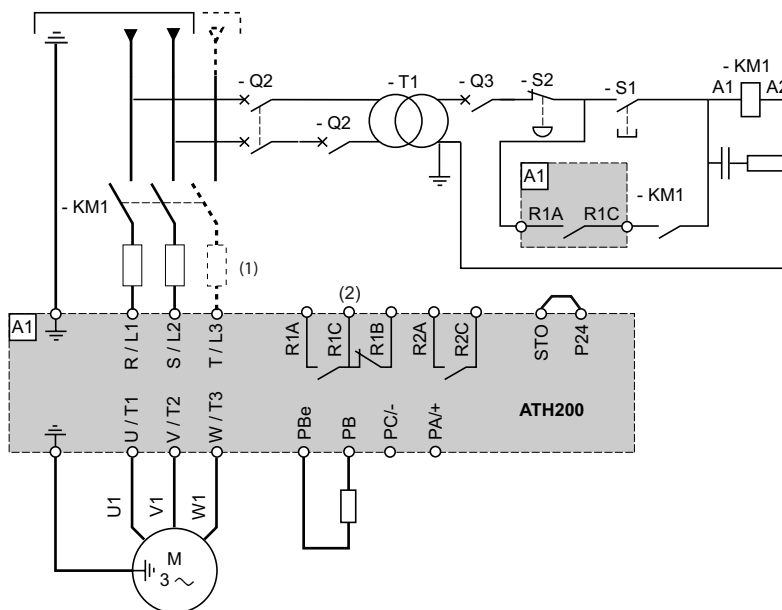 - Q2
- T1
- Q3
- S2
- S1
- KM1
A1
A2
- Q2
A1
- KM1
R1A
R1C
- KM1
(1)
(2)
A1
R / L1
S / L2
T / L3
R1A
R1C
R1B
R2A
R2C
STO
P24
ATH200
U / T1
V / T2
W / T3
PBe
PB
PC/-
PA/+
U1
V1
W1
M
3 ~